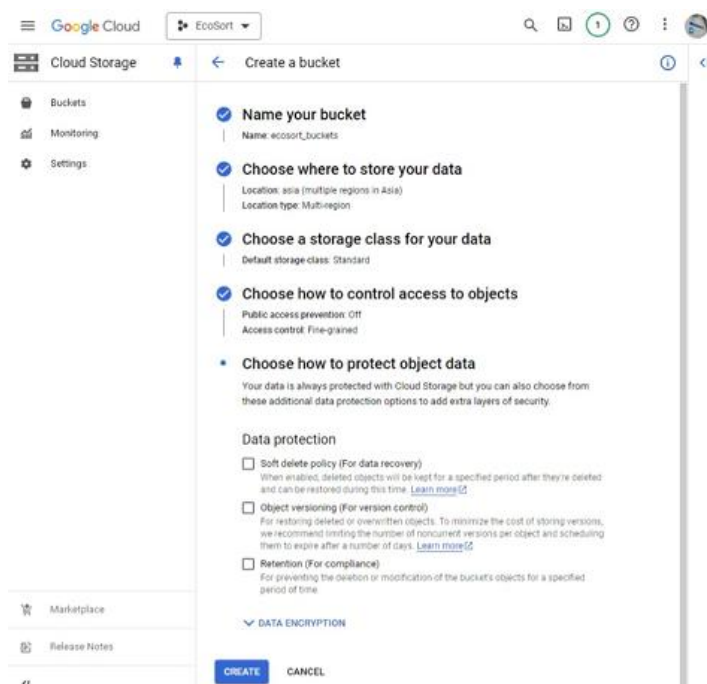 Google Cloud
EcoSort
1
Cloud Storage
Create a bucket
Buckets
Monitoring
Settings
Name your bucket
Name: ecosort_buckets
Choose where to store your data
Location: asia (multiple regions in Asia)
Location type: Multi-region
Choose a storage class for your data
Default storage class: Standard
Choose how to control access to objects
Public access prevention: Off
Access control: Fine-grained
Choose how to protect object data
Your data is always protected with Cloud Storage but you can also choose from
these additional data protection options to add extra layers of security.
Data protection
Soft delete policy (For data recovery)
When enabled, deleted objects will be kept for a specified period after they're deleted
and can be restored during this time. Learn more
Object versioning (For version control)
For restoring deleted or overwritten objects. To minimize the cost of storing versions,
we recommend limiting the number of noncurrent versions per object and scheduling
them to expire after a number of days. Learn more
Retention (For compliance)
For preventing the deletion or modification of the bucket's objects for a specified
period of time
DATA ENCRYPTION
Marketplace
Release Notes
CREATE
CANCEL